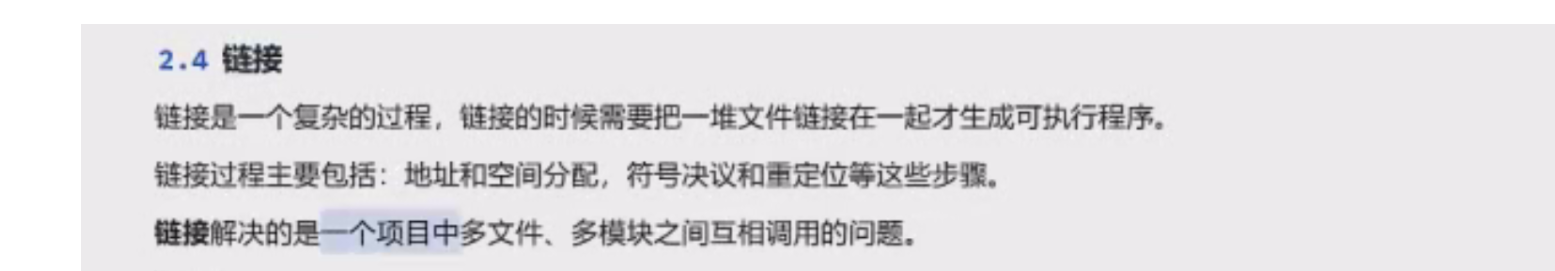 2.4 链接
链接是一个复杂的过程，链接的时候需要把一堆文件链接在一起才生成可执行程序。
链接过程主要包括：地址和空间分配，符号决议和重定位等这些步骤。
链接解决的是一个项目中多文件、多模块之间互相调用的问题。